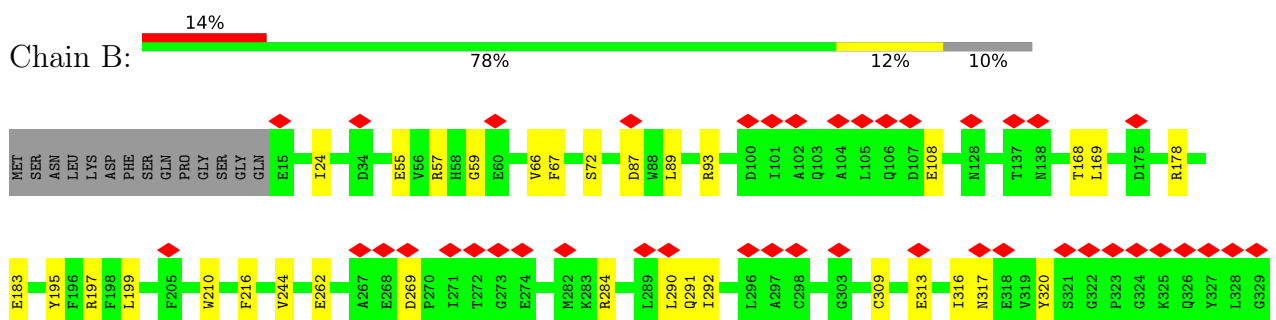 14%
Chain B:
78% 12% 10%
MET SER ASN LEU LYS ASP PHE SER GLN PRO GLY SER GLY GLN E15 I24 D34 E55 V56 R57 H58 G59 E60 V66 F67 S72 D87 W88 L89 R93 D100 I101 A102 Q103 A104 L105 Q106 D107 E108 N128 T137 N138 T168 L169 D175 R178
E183 Y195 F196 R197 F198 L199 F205 W210 F216 V244 E262 A267 E268 D269 P270 I271 T272 G273 E274 M282 K283 R284 L289 L290 Q291 I292 L296 A297 C298 G303 C309 E313 I316 N317 E318 V319 Y320 S321 G322 P323 G324 K325 Q326 Y327 L328 G329